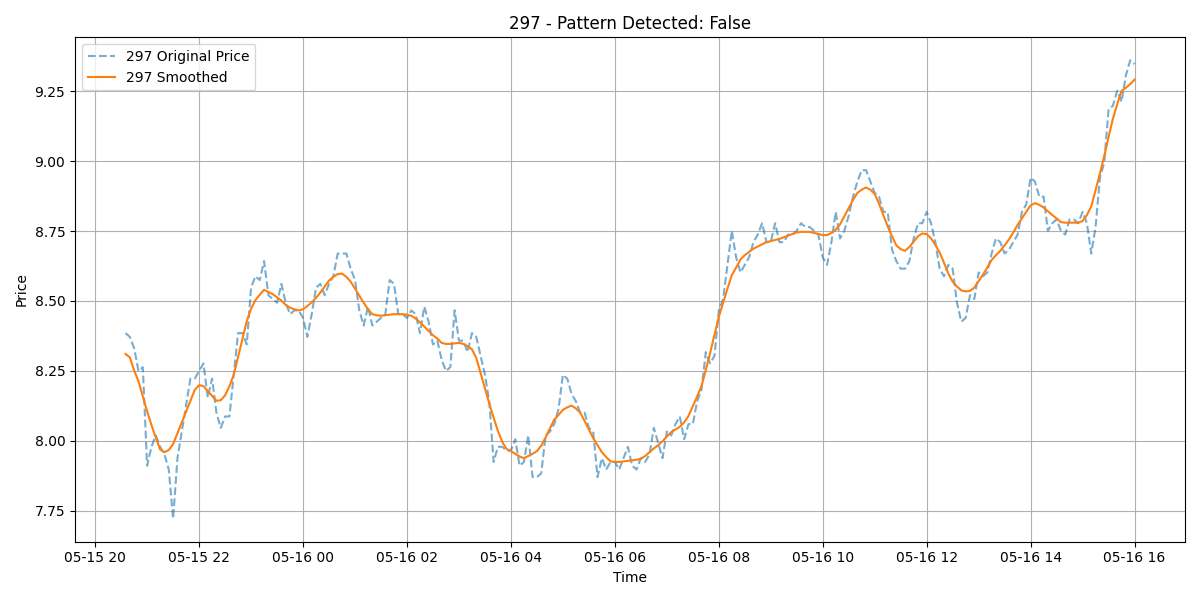 297 - Pattern Detected: False
297 Original Price
297 Smoothed
Price
9.25
9.00
8.75
8.50
8.25
8.00
7.75
05-15 20 05-15 22 05-16 00 05-16 02 05-16 04 05-16 06 05-16 08 05-16 10 05-16 12 05-16 14 05-16 16
Time